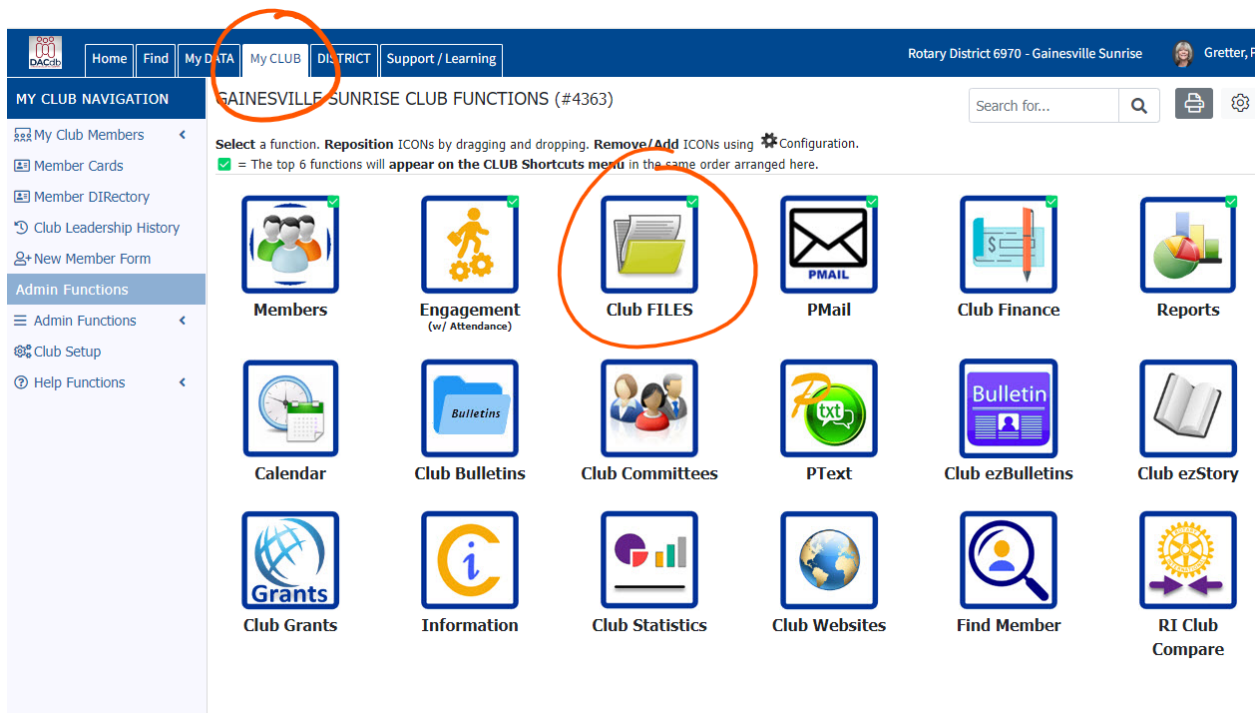 DACdb
Home
Find
My DATA
My CLUB
DISTRICT
Support / Learning
Rotary District 6970 - Gainesville Sunrise
Gretter, P
MY CLUB NAVIGATION
My Club Members
Member Cards
Member DIRectory
Club Leadership History
New Member Form
Admin Functions
Admin Functions
Club Setup
Help Functions
GAINESVILLE SUNRISE CLUB FUNCTIONS (#4363)
Search for...
Select a function. Reposition ICONs by dragging and dropping. Remove/Add ICONs using Configuration.
= The top 6 functions will appear on the CLUB Shortcuts menu in the same order arranged here.
$
PMAIL
Members
Engagement
(w/ Attendance)
Club FILES
PMail
Club Finance
Reports
Bulletins
P txt
Bulletin
Calendar
Club Bulletins
Club Committees
PText
Club ezBulletins
Club ezStory
Grants
i
Club Grants
Information
Club Statistics
Club Websites
Find Member
RI Club
Compare